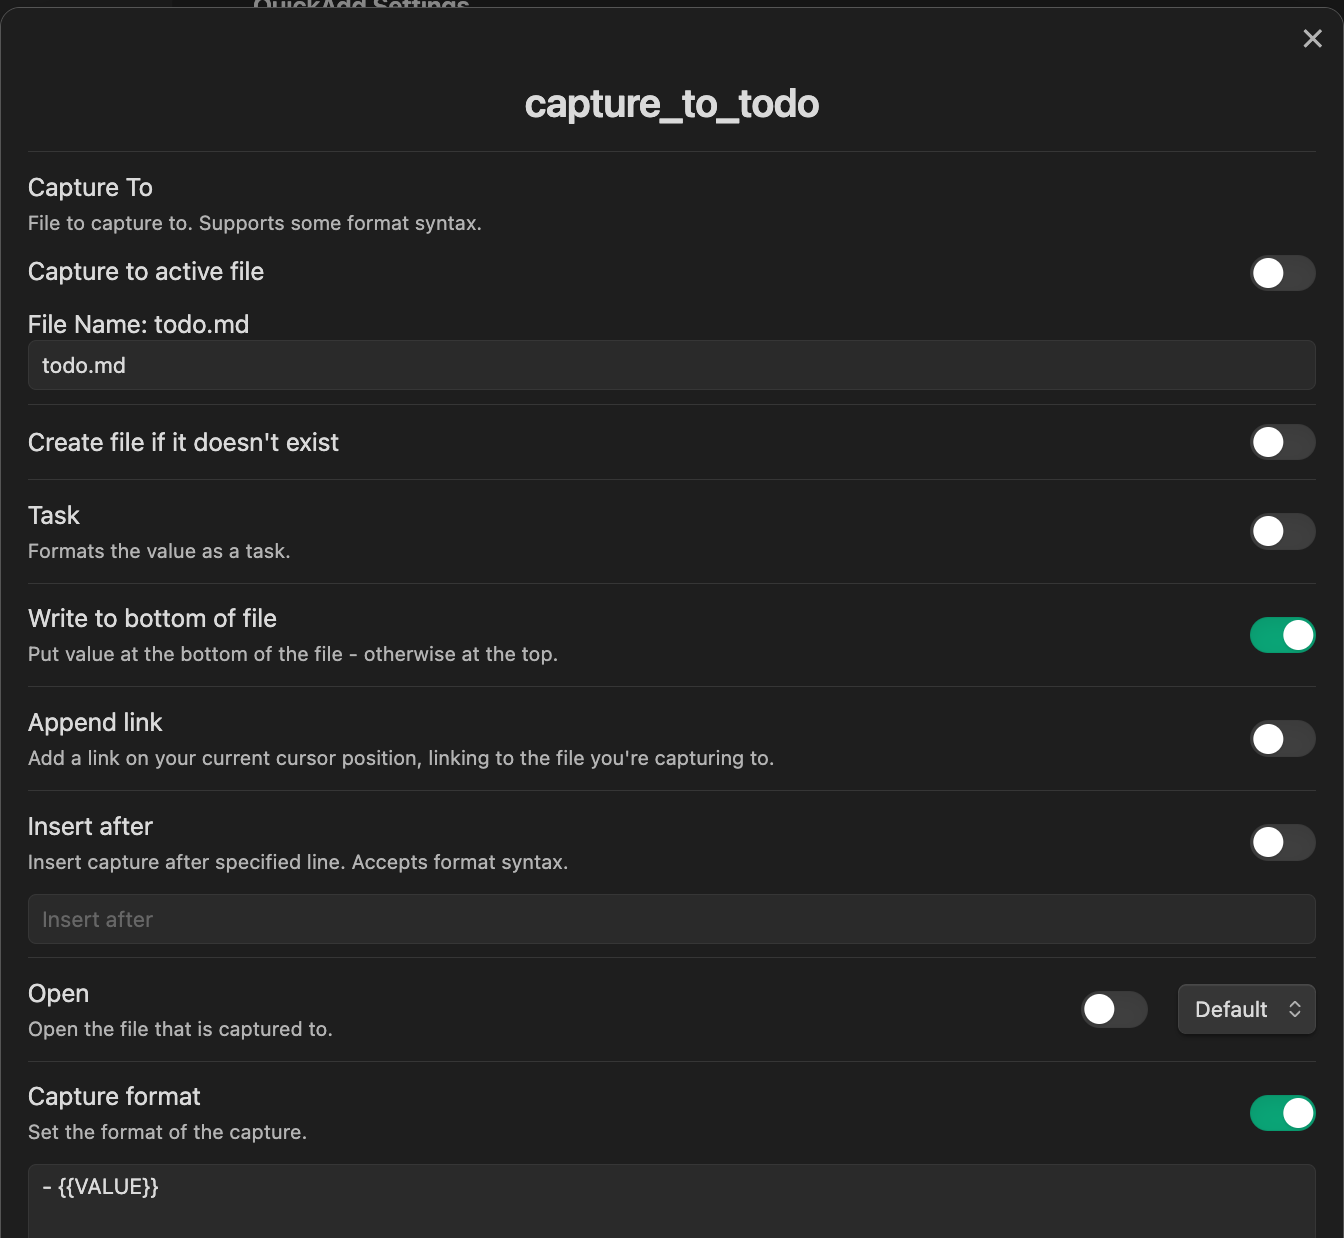 QuickAdd Settings
capture_to_todo
Capture To
File to capture to. Supports some format syntax.
Capture to active file
File Name: todo.md
todo.md
Create file if it doesn't exist
Task
Formats the value as a task.
Write to bottom of file
Put value at the bottom of the file - otherwise at the top.
Append link
Add a link on your current cursor position, linking to the file you're capturing to.
Insert after
Insert capture after specified line. Accepts format syntax.
Insert after
Open
Default
Open the file that is captured to.
Capture format
Set the format of the capture.
- {{VALUE}}